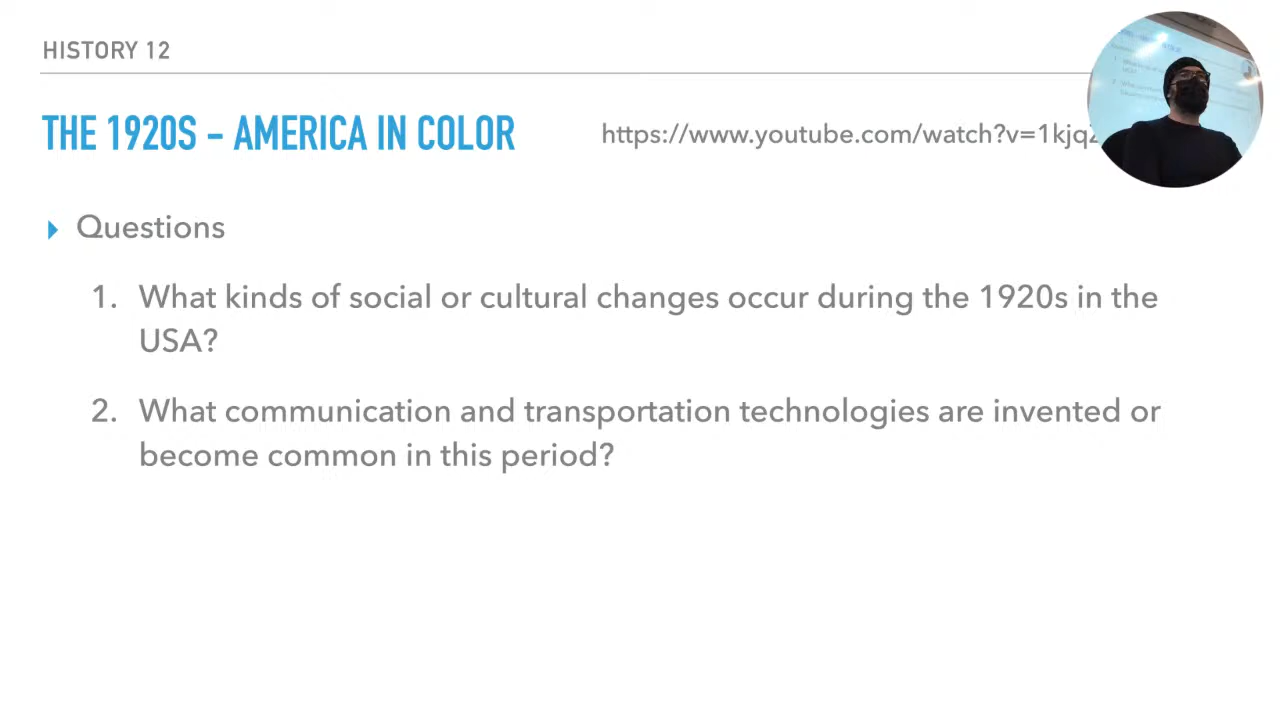 HISTORY 12
THE 1920S – AMERICA IN COLOR
https://www.youtube.com/watch?v=1kjq
Questions
1. What kinds of social or cultural changes occur during the 1920s in the
USA?
2. What communication and transportation technologies are invented or
become common in this period?